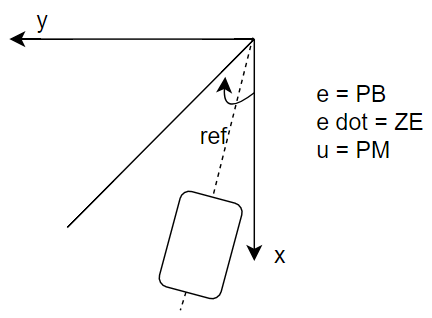 y
e = PB
e dot = ZE
ref
u = PM
x